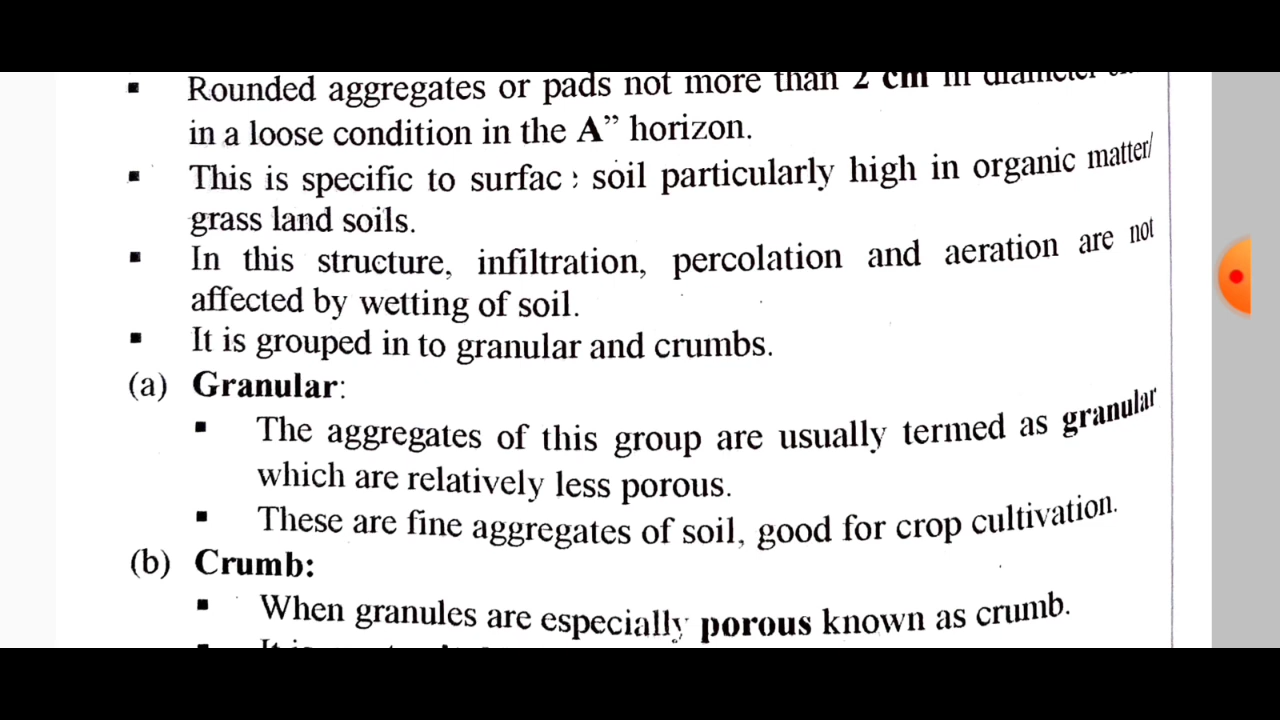 ▪ Rounded aggregates or pads not more than 2 cm in diameter
in a loose condition in the A” horizon.
▪ This is specific to surfac : soil particularly high in organic matter/
grass land soils.
▪ In this structure, infiltration, percolation and aeration are not
affected by wetting of soil.
▪ It is grouped in to granular and crumbs.
(a) Granular:
▪ The aggregates of this group are usually termed as granular
which are relatively less porous.
▪ These are fine aggregates of soil, good for crop cultivation.
(b) Crumb:
▪ When granules are especially porous known as crumb.
▪ It is